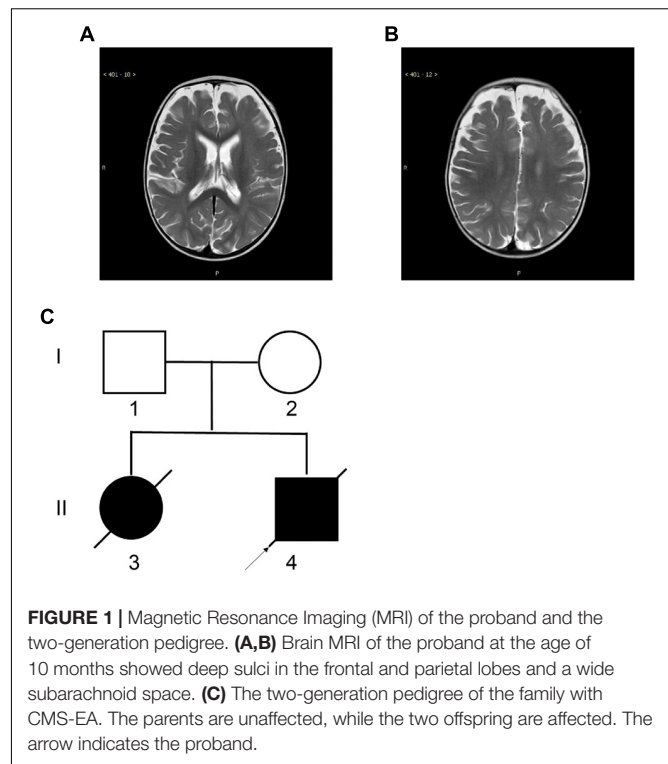 A
B
< 401 - 10 >
< 401 - 12 >
R
R
P
P
C
I
1
2
II
3
4
FIGURE 1 | Magnetic Resonance Imaging (MRI) of the proband and the
two-generation pedigree. (A,B) Brain MRI of the proband at the age of
10 months showed deep sulci in the frontal and parietal lobes and a wide
subarachnoid space. (C) The two-generation pedigree of the family with
CMS-EA. The parents are unaffected, while the two offspring are affected. The
arrow indicates the proband.